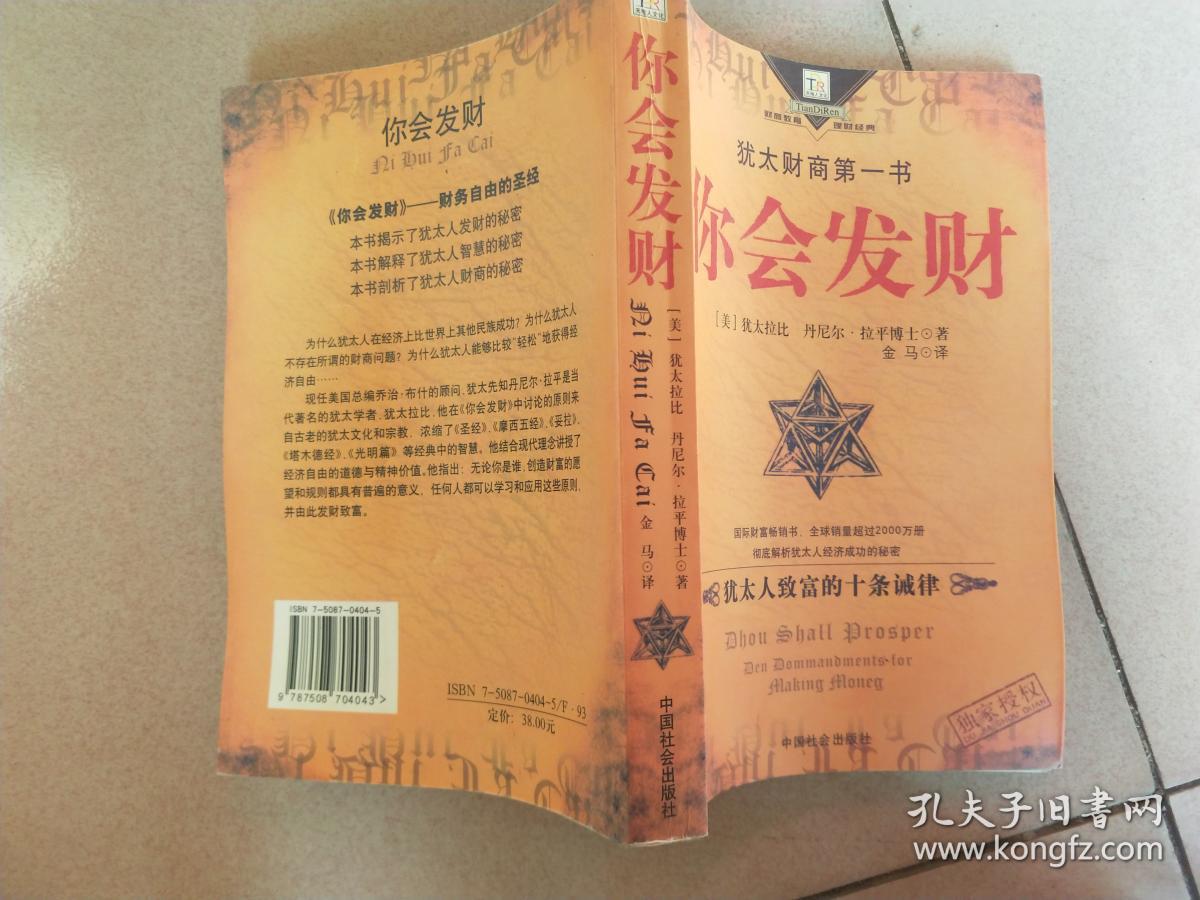 你会发财
Ni Hui Fa Cai
《你会发财》——财务自由的圣经
本书揭示了犹太人发财的秘密
本书解释了犹太人智慧的秘密
本书剖析了犹太人财商的秘密
为什么犹太人在经济上比世界上其他民族成功?为什么犹太人
不存在所谓的财商问题?为什么犹太人能够比较"轻松"地获得经
济自由……
现任美国总编乔治·布什的顾问,犹太先知丹尼尔·拉平是当
代著名的犹太学者、犹太拉比,他在《你会发财》中讨论的原则来
自古老的犹太文化和宗教,浓缩了《圣经》、《摩西五经》、《妥拉》、
《塔木德经》、《光明篇》等经典中的智慧。他结合现代理念讲授了
经济自由的道德与精神价值。他指出:无论你是谁,创造财富的愿
望和规则都具有普遍的意义,任何人都可以学习和应用这些原则,
并由此发财致富。
ISBN 7-5087-0404-5
9 787508 704043>
ISBN 7-5087-0404-5/F·93
定价:38.00元
TR
天地人文化
你会发财
Ni Hui Fa Cai
[美]犹太拉比 丹尼尔·拉平博士⊙著
金 马⊙译
中国社会出版社
TR
天地人文化
TianDiRen
财商教育 理财经典
犹太财商第一书
你会发财
[美]犹太拉比 丹尼尔·拉平博士⊙著
金 马⊙译
国际财富畅销书,全球销量超过2000万册
彻底解析犹太人经济成功的秘密
犹太人致富的十条诫律
Dhou Shall Prosper
Den Dommandments for
Making Moneg
独家授权
DU JIA SHOU QUAN
中国社会出版社
孔夫子旧书网
www.kongfz.com